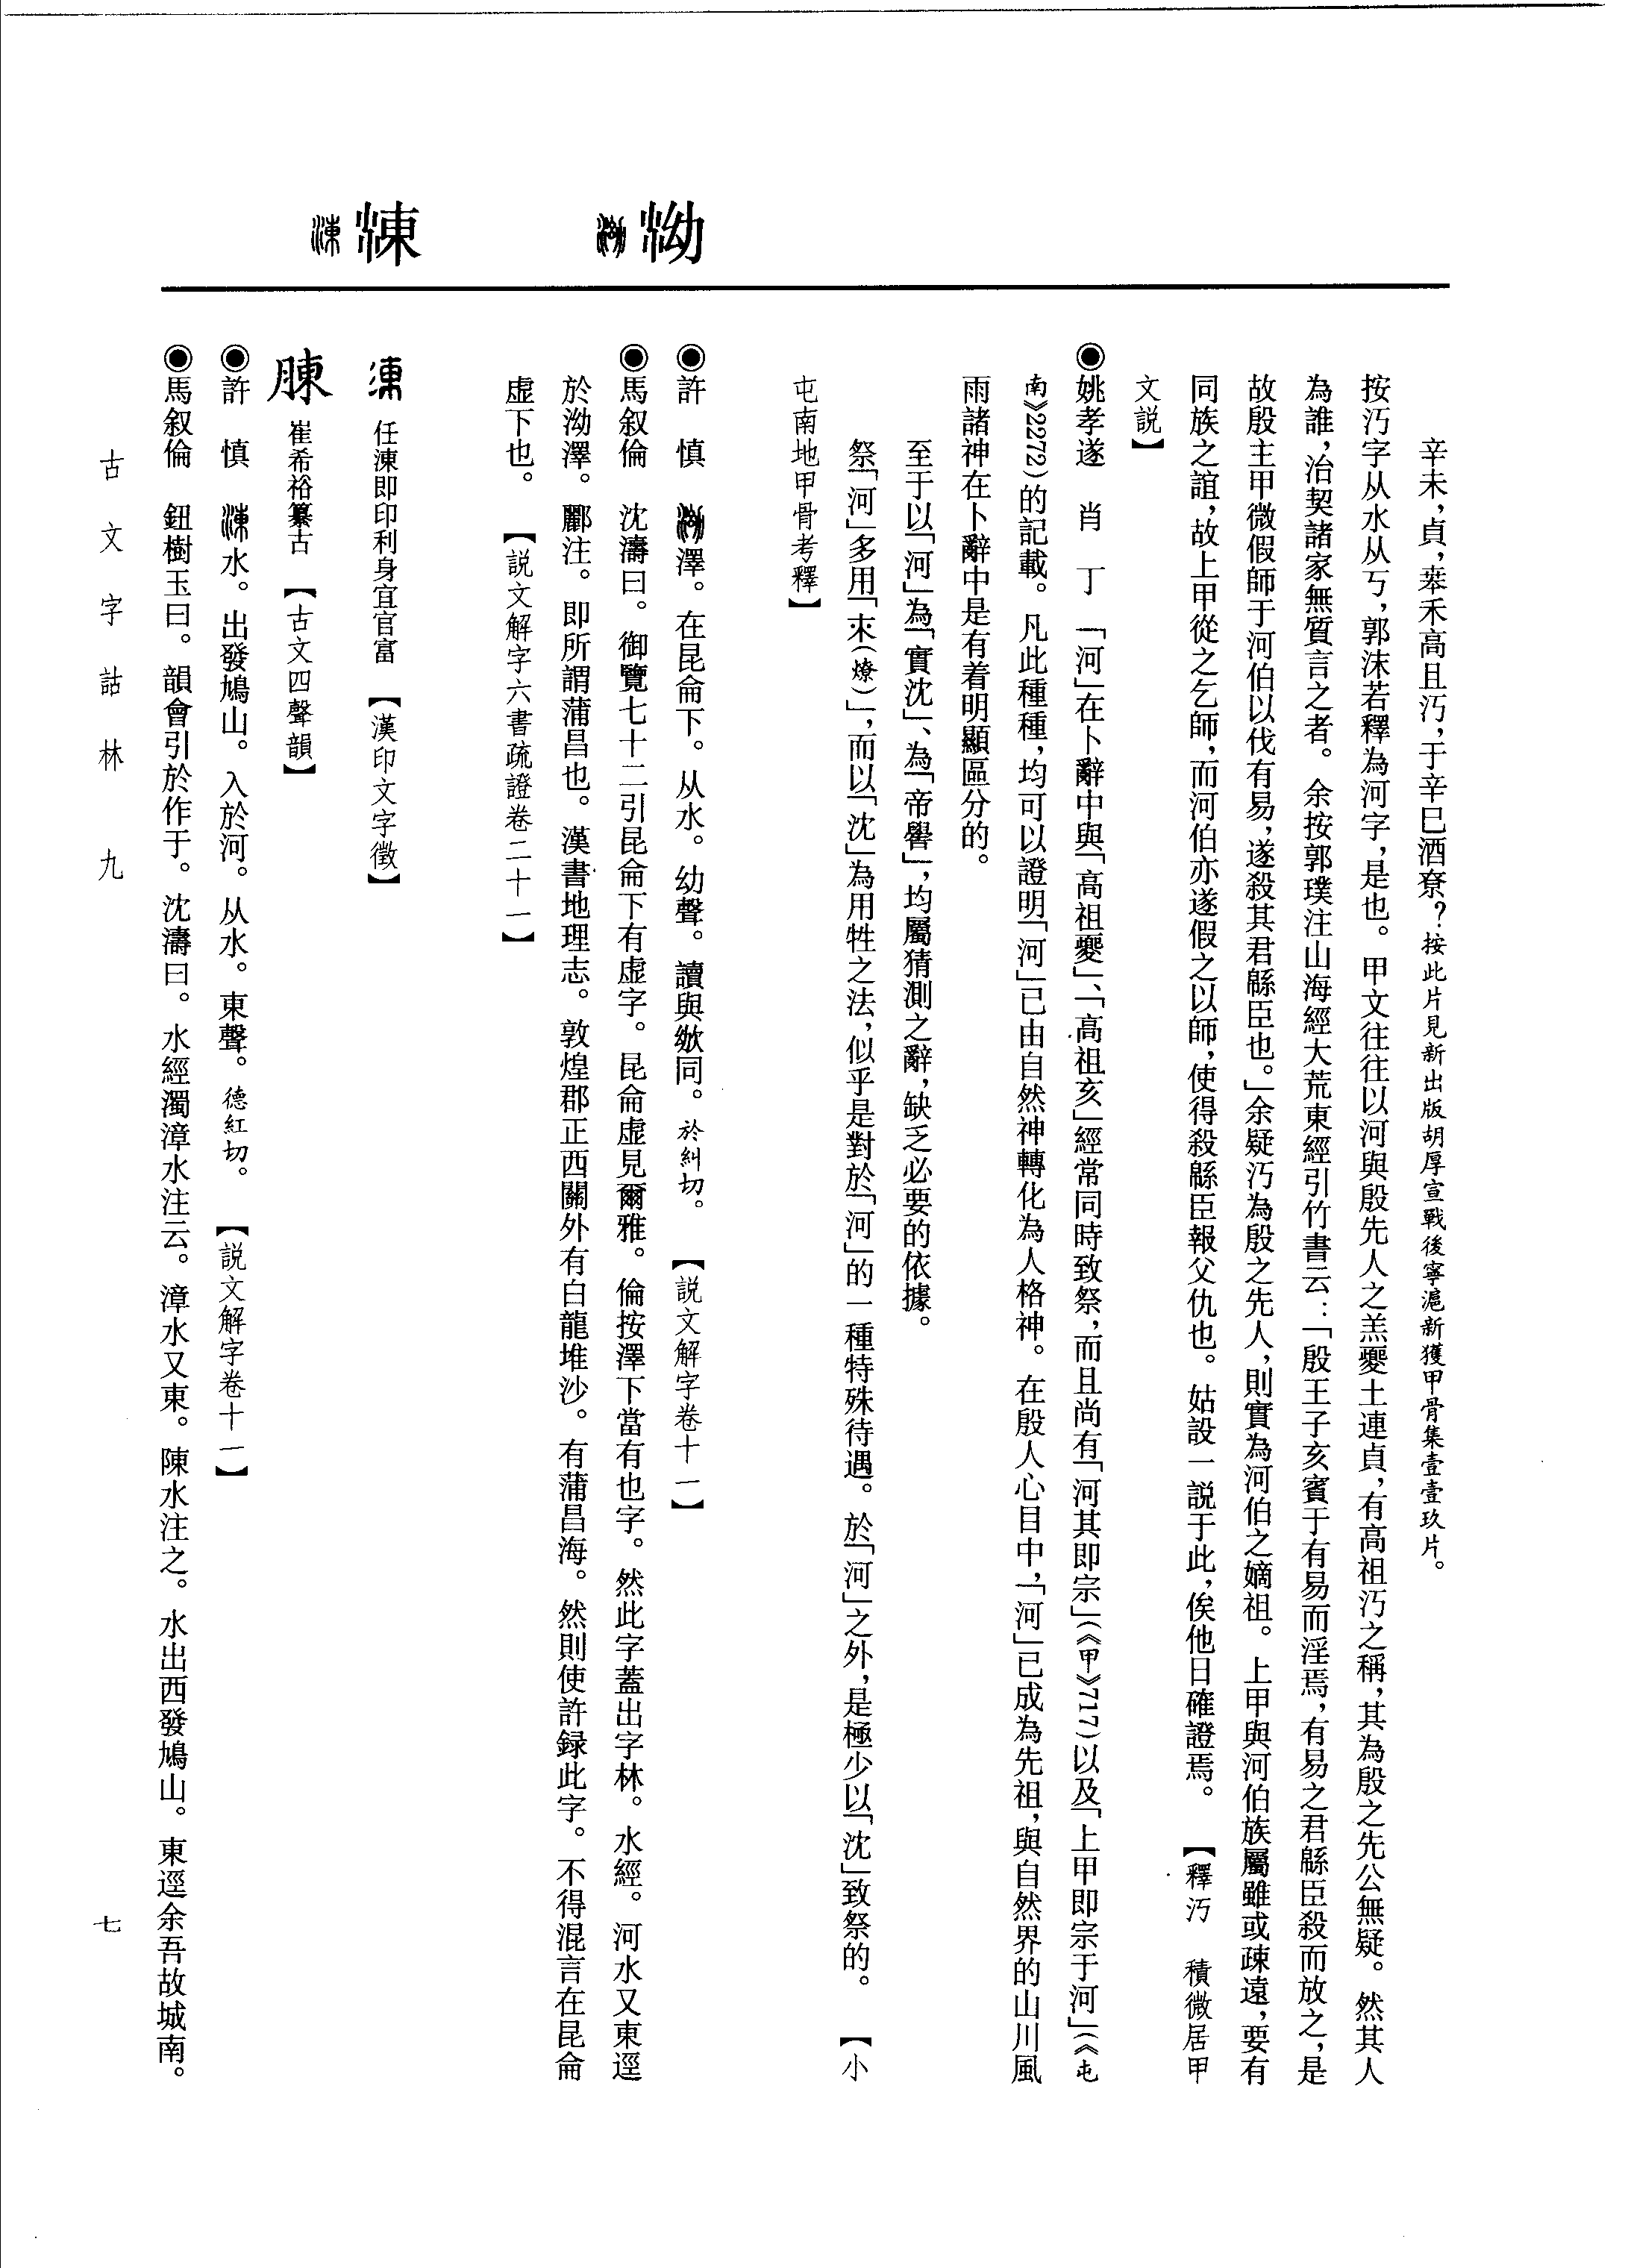 泑
涷
辛未，貞，桒禾高且汅，于辛巳酒尞？按此片見新出版胡厚宣戰後寧滬新獲甲骨集壹壹玖片。
按汅字从水从丂，郭沫若釋為河字，是也。甲文往往以河與殷先人之羔夒土連貞，有高祖汅之稱，其為殷之先公無疑。然其人
為誰，治契諸家無質言之者。余按郭璞注山海經大荒東經引竹書云：「殷王子亥賓于有易而淫焉，有易之君緜臣殺而放之，是
故殷主甲微假師于河伯以伐有易，遂殺其君緜臣也。」余疑汅為殷之先人，則實為河伯之嫡祖。上甲與河伯族屬雖或疎遠，要有
同族之誼，故上甲從之乞師，而河伯亦遂假之以師，使得殺緜臣報父仇也。姑設一説于此，俟他日確證焉。【釋汅　積微居甲
文説】
◉姚孝遂　肖　丁　「河」在卜辭中與「高祖夒」、「高祖亥」經常同時致祭，而且尚有「河其即宗」（《甲》717）以及「上甲即宗于河」（《屯
南》2272）的記載。凡此種種，均可以證明「河」已由自然神轉化為人格神。在殷人心目中，「河」已成為先祖，與自然界的山川風
雨諸神在卜辭中是有着明顯區分的。
至于以「河」為「實沈」、為「帝嚳」，均屬猜測之辭，缺乏必要的依據。
祭「河」多用「朿（燎）」，而以「沈」為用牲之法，似乎是對於「河」的一種特殊待遇。於「河」之外，是極少以「沈」致祭的。【小
屯南地甲骨考釋】
◉許　慎　澤。在昆侖下。从水。幼聲。讀與㰶同。於糾切。【説文解字卷十一】
◉馬叙倫　沈濤曰。御覽七十二引昆侖下有虛字。昆侖虛見爾雅。倫按澤下當有也字。然此字蓋出字林。水經。河水又東逕
於泑澤。酈注。即所謂蒲昌也。漢書地理志。敦煌郡正西關外有白龍堆沙。有蒲昌海。然則使許録此字。不得混言在昆侖
虛下也。【説文解字六書疏證卷二十一】
任涷即印利身宜官富　【漢印文字徵】
崔希裕纂古　【古文四聲韻】
◉許　慎　水。出發鳩山。入於河。从水。東聲。德紅切。【説文解字卷十一】
◉馬叙倫　鈕樹玉曰。韻會引於作于。沈濤曰。水經濁漳水注云。漳水又東。陳水注之。水出西發鳩山。東逕余吾故城南。
古文字詁林　九
七